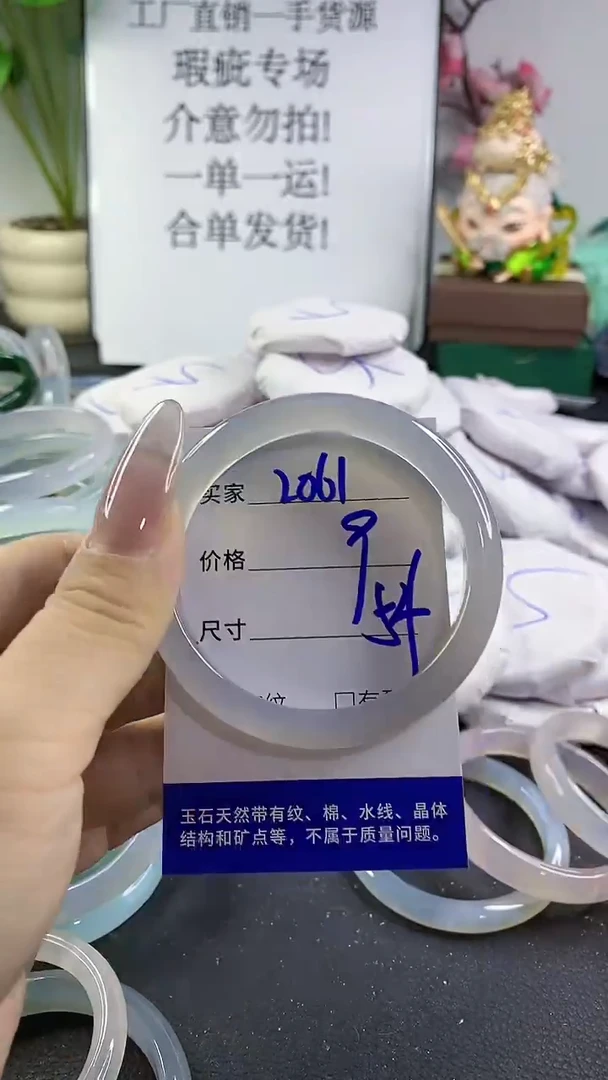 工厂直销一手货源
瑕疵专场
介意勿拍!
一单一运!
合单发货!
买家 2061
价格 9
尺寸 54
纹 口有
玉石天然带有纹、棉、水线、晶体
结构和矿点等，不属于质量问题。